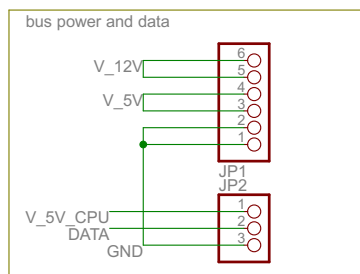 bus power and data
6
V_12V
5
4
V_5V
3
2
1
JP1
JP2
1
V_5V_CPU
2
DATA
3
GND